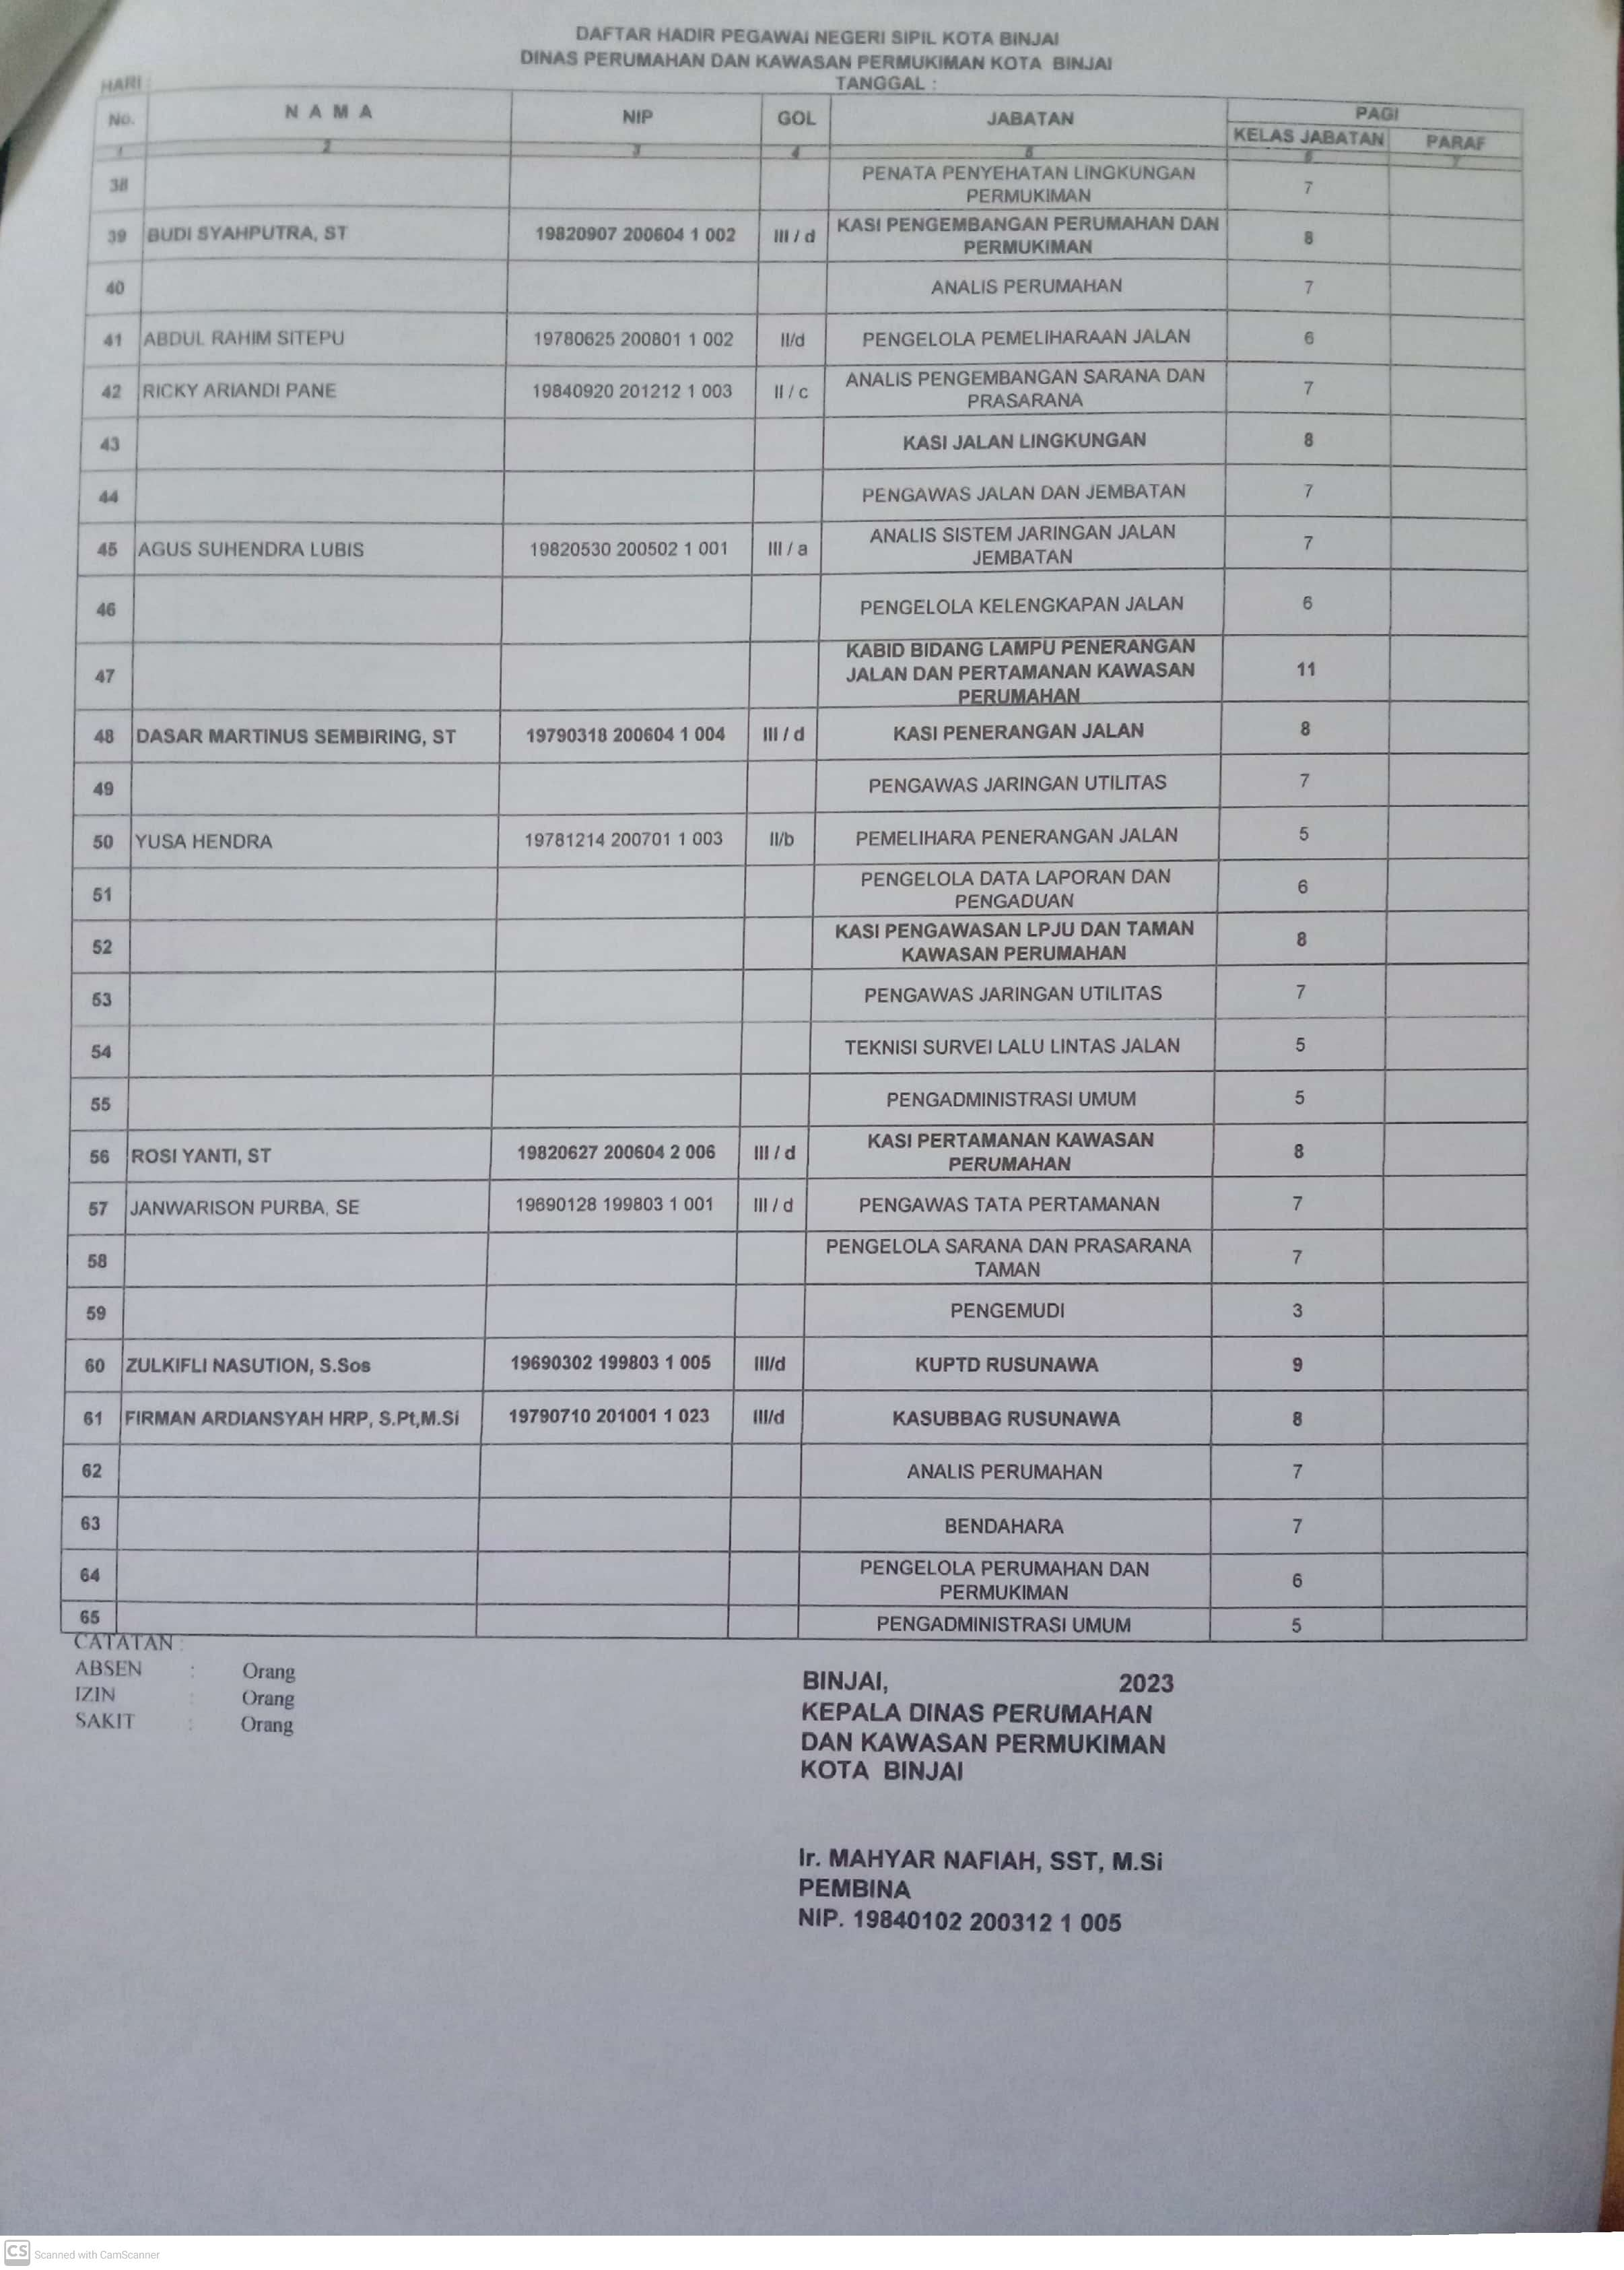 DAFTAR HADIR PEGAWAI NEGERI SIPIL KOTA BINJAI
DINAS PERUMAHAN DAN KAWASAN PERMUKIMAN KOTA BINJAI
HARI : TANGGAL :
No. N A M A NIP GOL JABATAN PAGI
KELAS JABATAN PARAF
1 2 3 4 5 6 7
38 PENATA PENYEHATAN LINGKUNGAN PERMUKIMAN 7
39 BUDI SYAHPUTRA, ST 19820907 200604 1 002 III / d KASI PENGEMBANGAN PERUMAHAN DAN PERMUKIMAN 8
40 ANALIS PERUMAHAN 7
41 ABDUL RAHIM SITEPU 19780625 200801 1 002 II/d PENGELOLA PEMELIHARAAN JALAN 6
42 RICKY ARIANDI PANE 19840920 201212 1 003 II / c ANALIS PENGEMBANGAN SARANA DAN PRASARANA 7
43 KASI JALAN LINGKUNGAN 8
44 PENGAWAS JALAN DAN JEMBATAN 7
45 AGUS SUHENDRA LUBIS 19820530 200502 1 001 III / a ANALIS SISTEM JARINGAN JALAN JEMBATAN 7
46 PENGELOLA KELENGKAPAN JALAN 6
47 KABID BIDANG LAMPU PENERANGAN JALAN DAN PERTAMANAN KAWASAN PERUMAHAN 11
48 DASAR MARTINUS SEMBIRING, ST 19790318 200604 1 004 III / d KASI PENERANGAN JALAN 8
49 PENGAWAS JARINGAN UTILITAS 7
50 YUSA HENDRA 19781214 200701 1 003 II/b PEMELIHARA PENERANGAN JALAN 5
51 PENGELOLA DATA LAPORAN DAN PENGADUAN 6
52 KASI PENGAWASAN LPJU DAN TAMAN KAWASAN PERUMAHAN 8
53 PENGAWAS JARINGAN UTILITAS 7
54 TEKNISI SURVEI LALU LINTAS JALAN 5
55 PENGADMINISTRASI UMUM 5
56 ROSI YANTI, ST 19820627 200604 2 006 III / d KASI PERTAMANAN KAWASAN PERUMAHAN 8
57 JANWARISON PURBA, SE 19690128 199803 1 001 III / d PENGAWAS TATA PERTAMANAN 7
58 PENGELOLA SARANA DAN PRASARANA TAMAN 7
59 PENGEMUDI 3
60 ZULKIFLI NASUTION, S.Sos 19690302 199803 1 005 III/d KUPTD RUSUNAWA 9
61 FIRMAN ARDIANSYAH HRP, S.Pt,M.Si 19790710 201001 1 023 III/d KASUBBAG RUSUNAWA 8
62 ANALIS PERUMAHAN 7
63 BENDAHARA 7
64 PENGELOLA PERUMAHAN DAN PERMUKIMAN 6
65 PENGADMINISTRASI UMUM 5
CATATAN :
ABSEN : Orang
IZIN : Orang
SAKIT : Orang
BINJAI, 2023
KEPALA DINAS PERUMAHAN
DAN KAWASAN PERMUKIMAN
KOTA BINJAI
Ir. MAHYAR NAFIAH, SST, M.Si
PEMBINA
NIP. 19840102 200312 1 005
CS Scanned with CamScanner